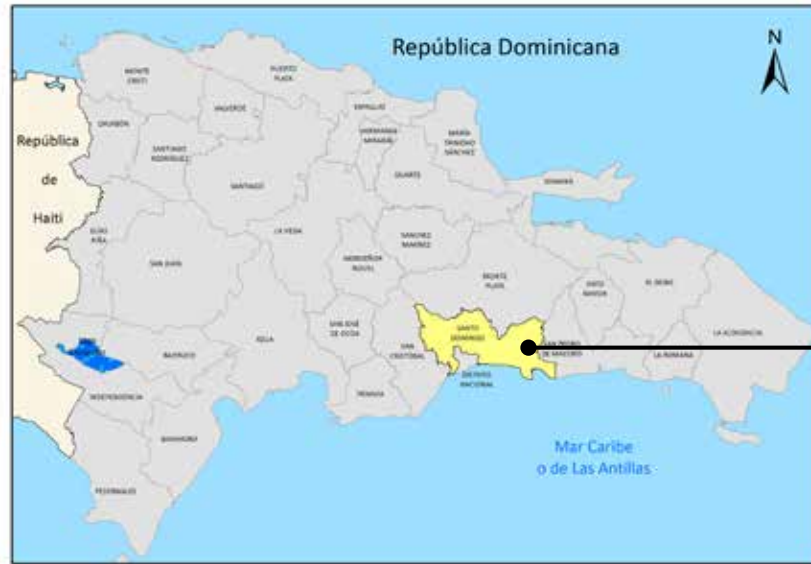 República Dominicana
N
MONTE
CRISTI
PUERTO
PLATA
ESPAILLAT
VALVERDE
DAJABÓN
HERMANAS
MIRABAL
MARÍA
TRINIDAD
SÁNCHEZ
SANTIAGO
RODRÍGUEZ
República
de
Haití
SANTIAGO
DUARTE
SAMANÁ
ELÍAS
PIÑA
LA VEGA
SÁNCHEZ
RAMÍREZ
SAN JUAN
MONSEÑOR
NOUEL
MONTE
PLATA
HATO
MAYOR
EL SEIBO
SAN JOSÉ
DE OCOA
SANTO
DOMINGO
LA ALTAGRACIA
AZUA
SAN
CRISTÓBAL
SAN PEDRO
DE MACORÍS
LA ROMANA
BAHORUCO
DISTRITO
NACIONAL
INDEPENDENCIA
PERAVIA
BARAHONA
PEDERNALES
Mar Caribe
o de Las Antillas